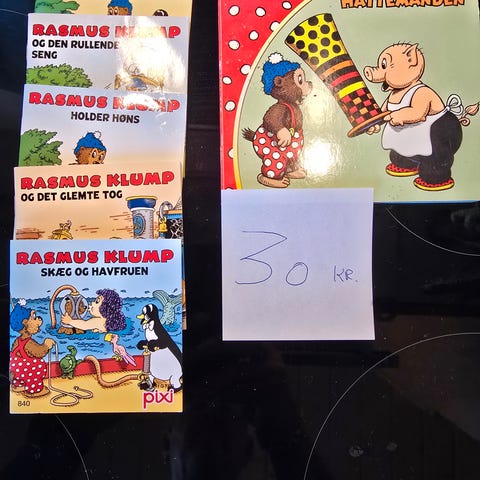 RASMUS KLUMP
OG DEN RULLENDE
SENG
RASMUS KLUMP
HOLDER HØNS
RASMUS KLUMP
OG DET GLEMTE TOG
RASMUS KLUMP
SKÆG OG HAVFRUEN
840
pixi
HATTEMANDEN
30 KR.